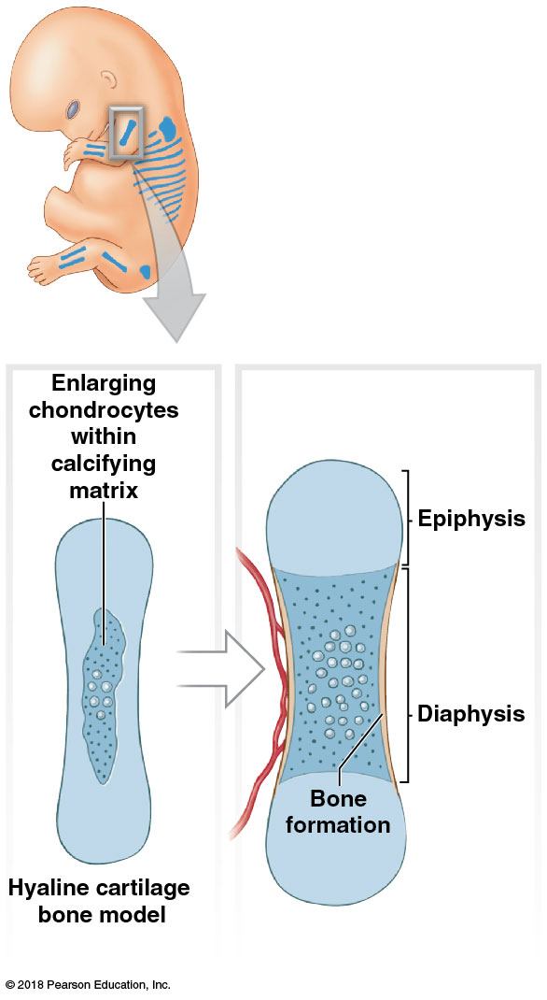 Enlarging
chondrocytes
within
calcifying
matrix
Hyaline cartilage
bone model
Epiphysis
Diaphysis
Bone
formation
© 2018 Pearson Education, Inc.